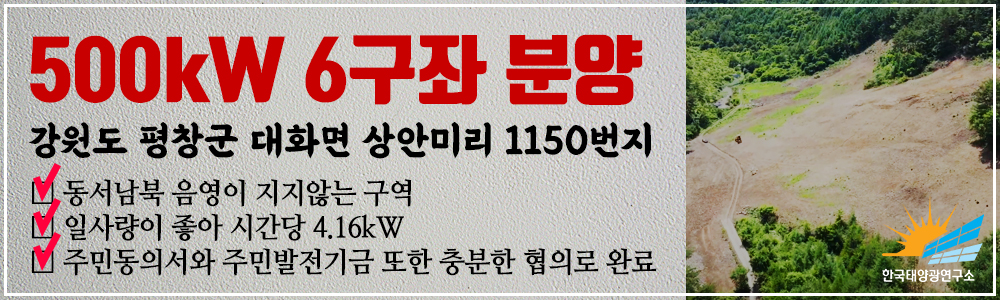 500kW 6구좌 분양
강원도 평창군 대화면 상안미리 1150번지
동서남북 음영이 지지않는 구역
일사량이 좋아 시간당 4.16kW
주민동의서와 주민발전기금 또한 충분한 협의로 완료
한국태양광연구소